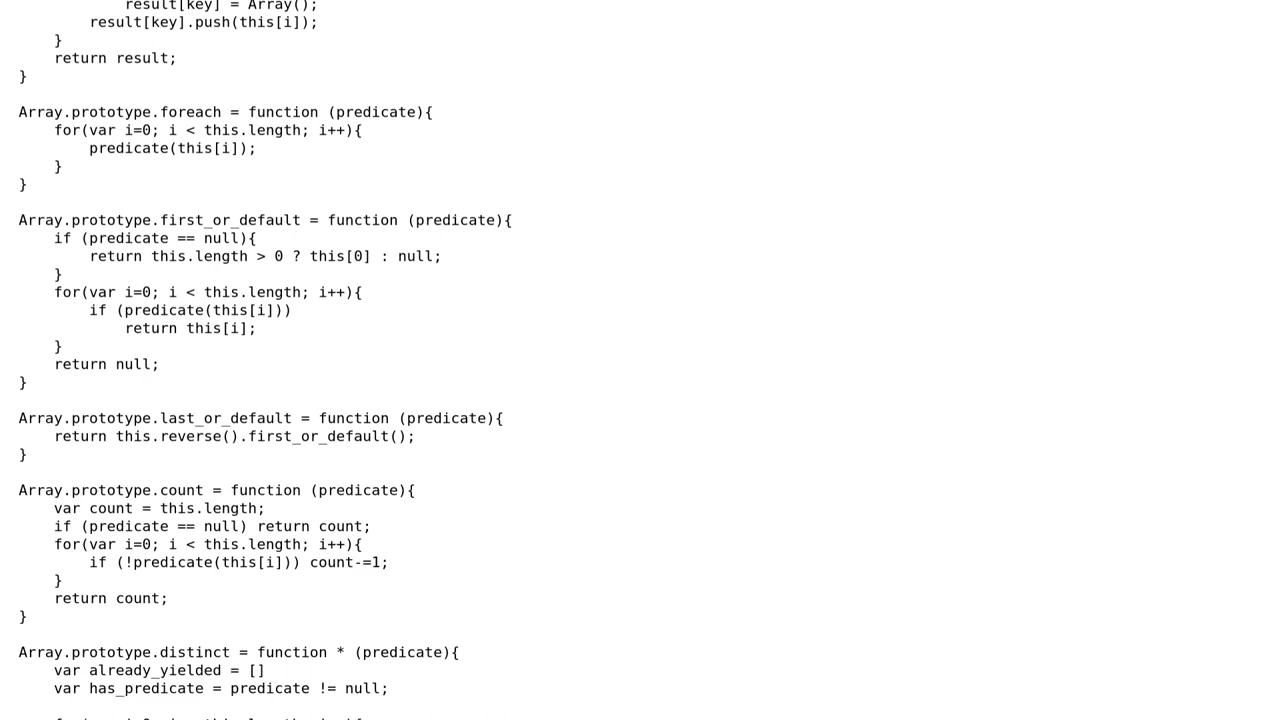 result[key] = Array();
result[key].push(this[i]);
}
return result;
}
Array.prototype.foreach = function (predicate){
for(var i=0; i < this.length; i++){
predicate(this[i]);
}
}
Array.prototype.first_or_default = function (predicate){
if (predicate == null){
return this.length > 0 ? this[0] : null;
}
for(var i=0; i < this.length; i++){
if (predicate(this[i]))
return this[i];
}
return null;
}
Array.prototype.last_or_default = function (predicate){
return this.reverse().first_or_default();
}
Array.prototype.count = function (predicate){
var count = this.length;
if (predicate == null) return count;
for(var i=0; i < this.length; i++){
if (!predicate(this[i])) count-=1;
}
return count;
}
Array.prototype.distinct = function * (predicate){
var already_yielded = []
var has_predicate = predicate != null;